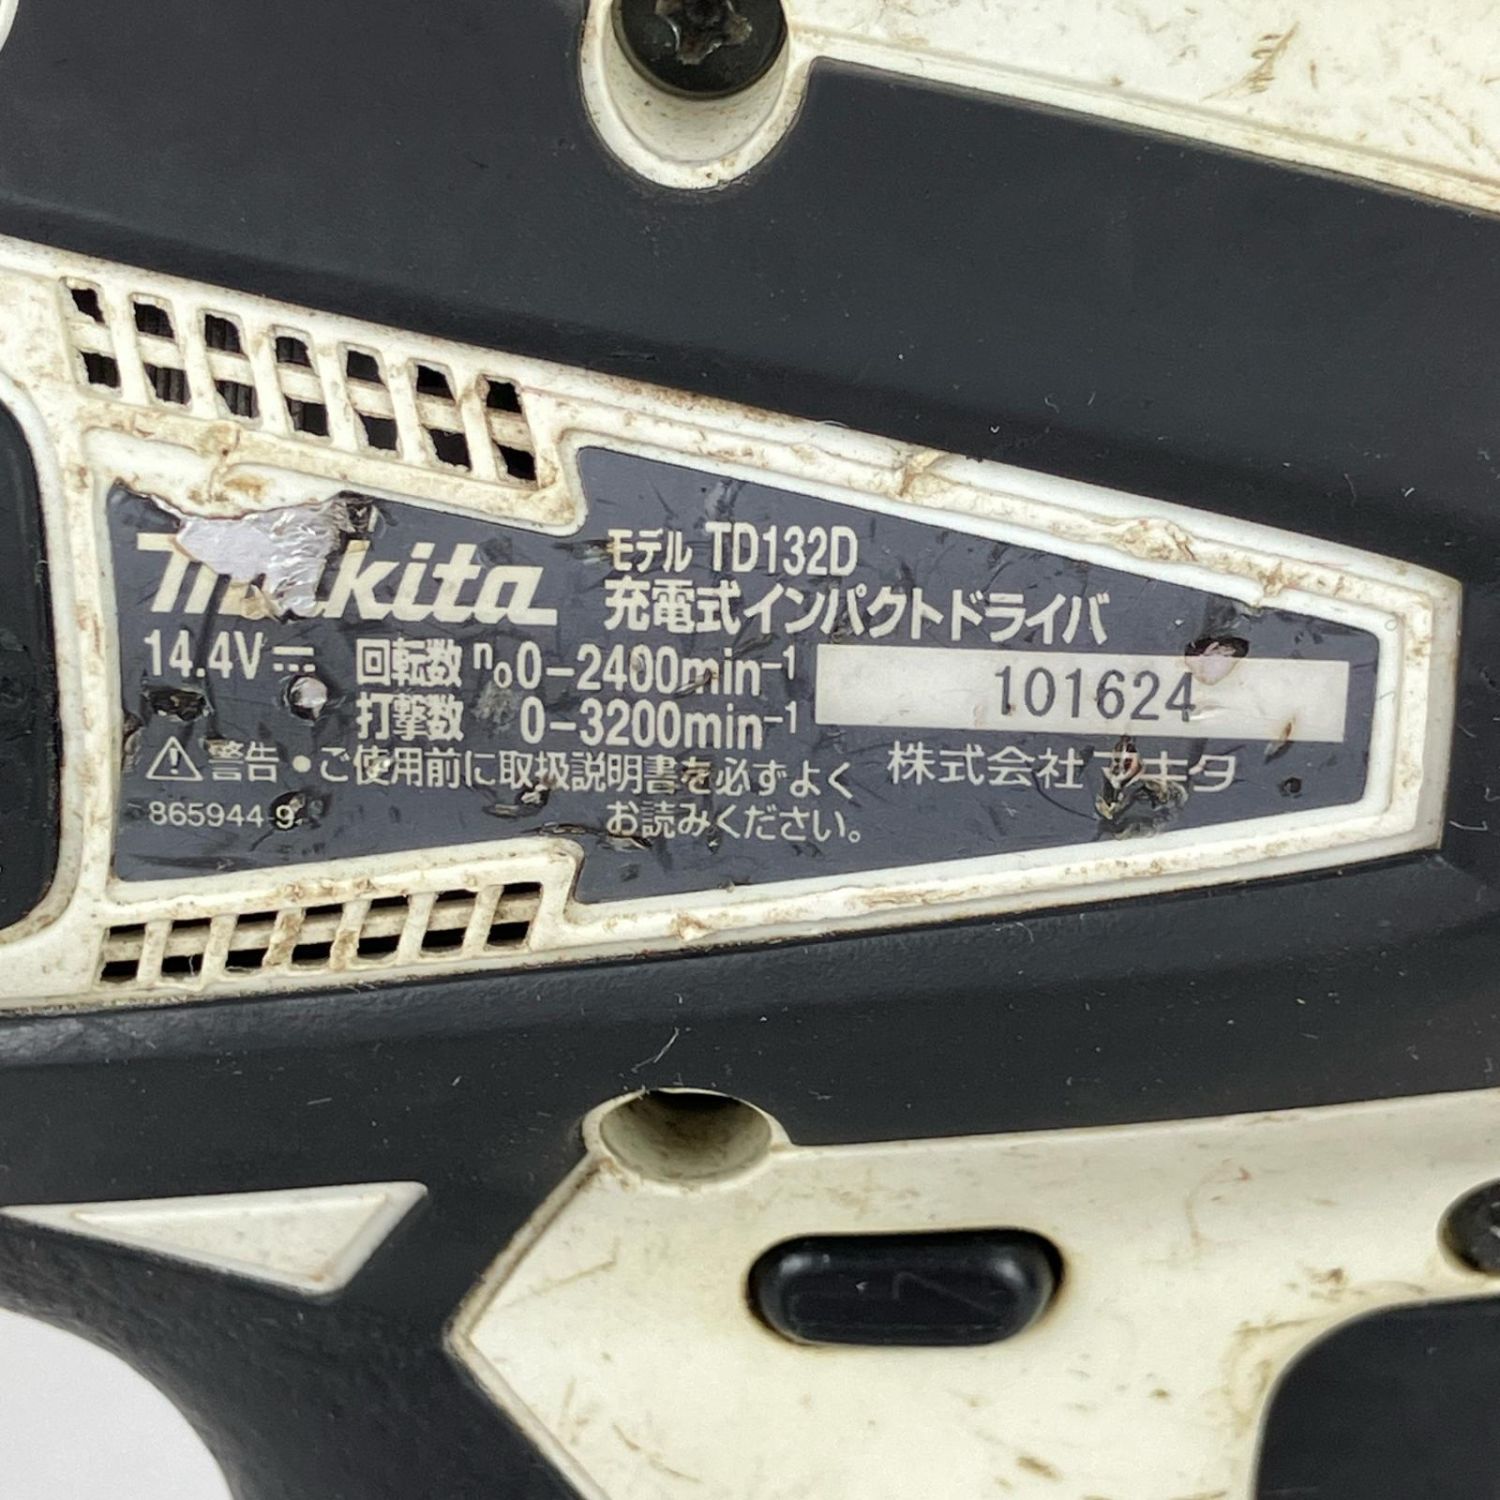 makita
モデル TD132D
充電式インパクトドライバ
14.4V⎓ 回転数 n₀0-2400min⁻¹
打撃数 0-3200min⁻¹
101624
⚠警告・ご使用前に取扱説明書を必ずよく
お読みください。
株式会社マキタ
865944-9